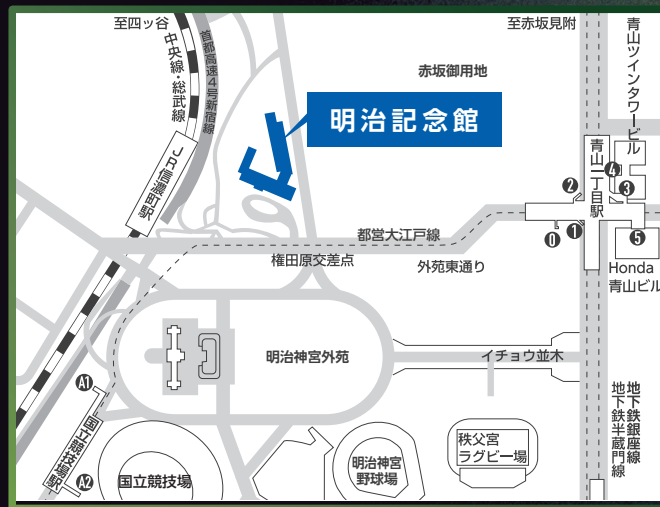 至四ッ谷
中央線・総武線
首都高速4号新宿線
至赤坂見附
青山ツインタワービル
赤坂御用地
明治記念館
JR信濃町駅
青山一丁目駅
4
2
3
0
1
5
都営大江戸線
権田原交差点
外苑東通り
Honda
青山ビル
明治神宮外苑
イチョウ並木
A1
国立競技場駅
A2
国立競技場
明治神宮
野球場
秩父宮
ラグビー場
地下鉄銀座線
地下鉄半蔵門線